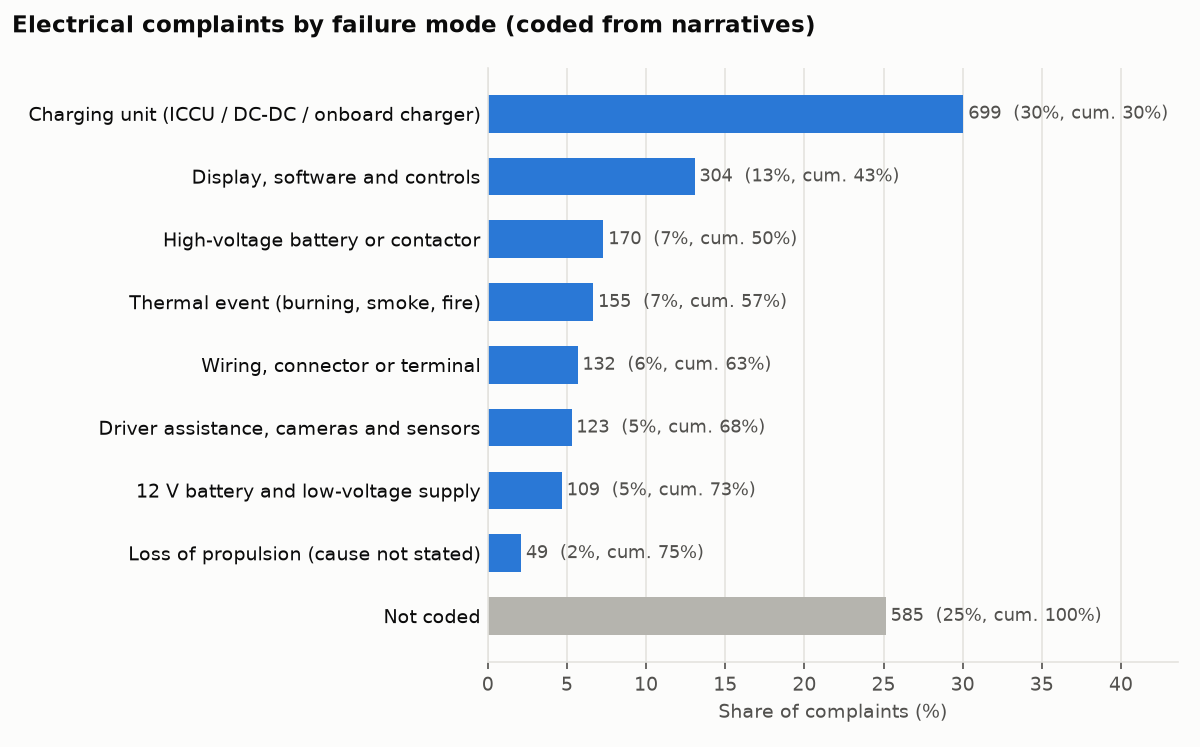 Electrical complaints by failure mode (coded from narratives)
Charging unit (ICCU / DC-DC / onboard charger) 699 (30%, cum. 30%)
Display, software and controls 304 (13%, cum. 43%)
High-voltage battery or contactor 170 (7%, cum. 50%)
Thermal event (burning, smoke, fire) 155 (7%, cum. 57%)
Wiring, connector or terminal 132 (6%, cum. 63%)
Driver assistance, cameras and sensors 123 (5%, cum. 68%)
12 V battery and low-voltage supply 109 (5%, cum. 73%)
Loss of propulsion (cause not stated) 49 (2%, cum. 75%)
Not coded 585 (25%, cum. 100%)
0 5 10 15 20 25 30 35 40
Share of complaints (%)